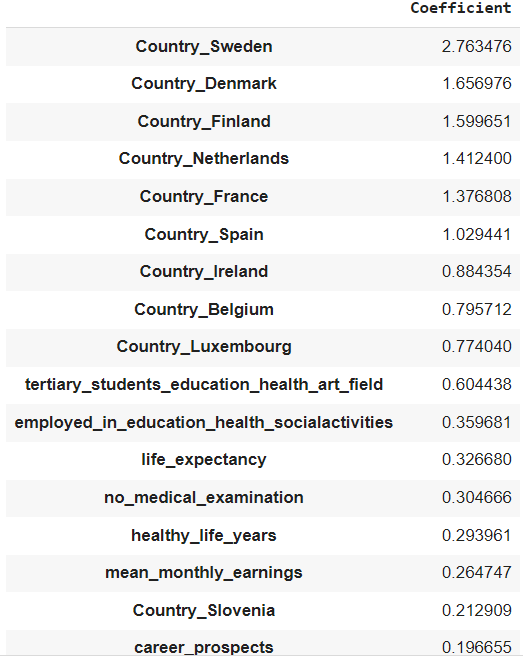 Coefficient
Country_Sweden 2.763476
Country_Denmark 1.656976
Country_Finland 1.599651
Country_Netherlands 1.412400
Country_France 1.376808
Country_Spain 1.029441
Country_Ireland 0.884354
Country_Belgium 0.795712
Country_Luxembourg 0.774040
tertiary_students_education_health_art_field 0.604438
employed_in_education_health_socialactivities 0.359681
life_expectancy 0.326680
no_medical_examination 0.304666
healthy_life_years 0.293961
mean_monthly_earnings 0.264747
Country_Slovenia 0.212909
career_prospects 0.196655